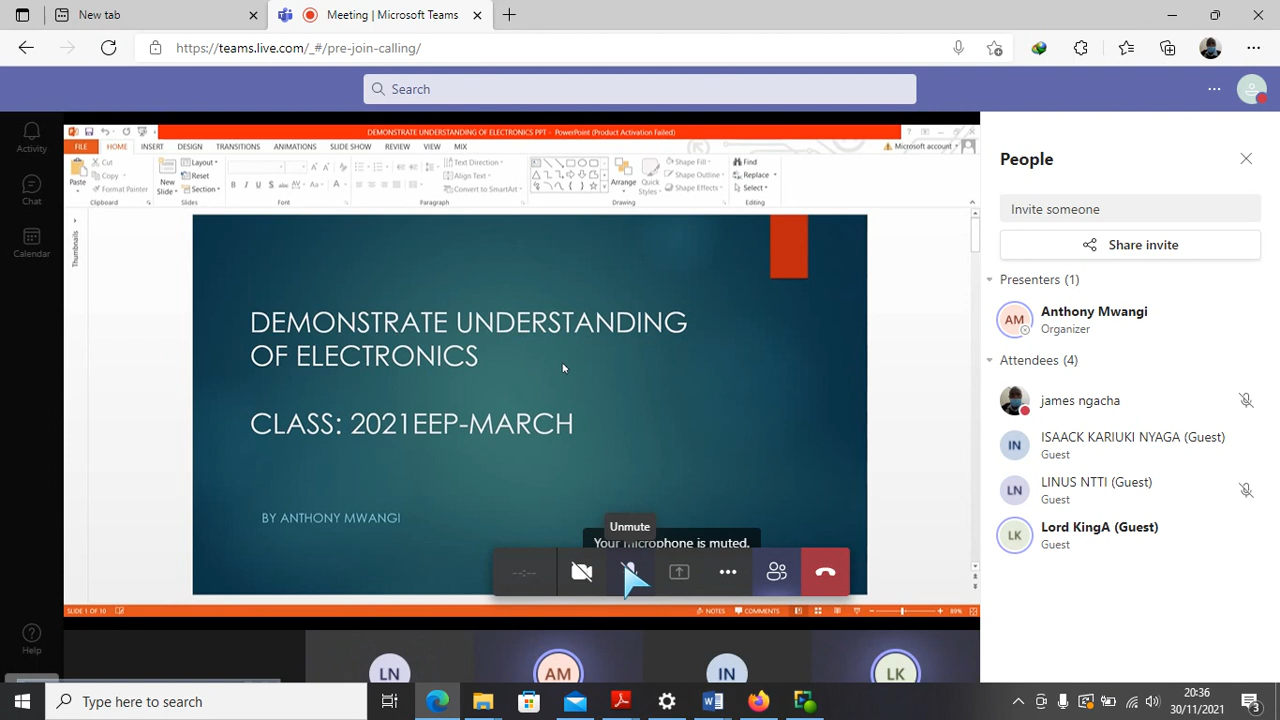 New tab
Meeting | Microsoft Teams
https://teams.live.com/_#/pre-join-calling/
Search
Activity
Chat
Calendar
Help
DEMONSTRATE UNDERSTANDING OF ELECTRONICS PPT - PowerPoint (Product Activation Failed)
FILE HOME INSERT DESIGN TRANSITIONS ANIMATIONS SLIDE SHOW REVIEW VIEW MIX
Microsoft account
Paste
Cut
Copy
Format Painter
Clipboard
New
Slide
Layout
Reset
Section
Slides
Font
Text Direction
Align Text
Convert to SmartArt
Paragraph
Arrange
Quick
Styles
Shape Fill
Shape Outline
Shape Effects
Drawing
Find
Replace
Select
Editing
Thumbnails
DEMONSTRATE UNDERSTANDING
OF ELECTRONICS
CLASS: 2021EEP-MARCH
BY ANTHONY MWANGI
Unmute
Your microphone is muted.
--:--
SLIDE 1 OF 10
NOTES
COMMENTS
89%
LN
AM
IN
LK
People
Invite someone
Share invite
Presenters (1)
AM
Anthony Mwangi
Organizer
Attendees (4)
james ngacha
IN
ISAACK KARIUKI NYAGA (Guest)
Guest
LN
LINUS NTTI (Guest)
Guest
LK
Lord KingA (Guest)
Guest
Type here to search
20:36
30/11/2021